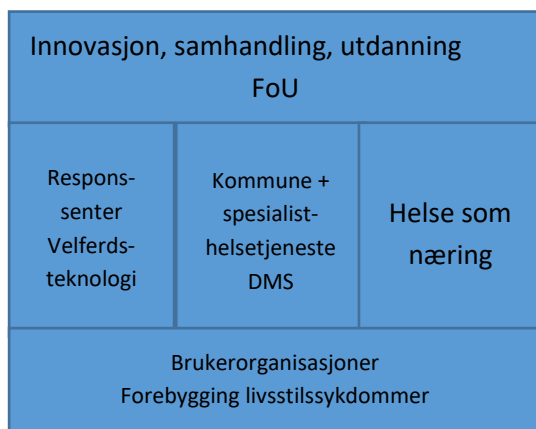 Innovasjon, samhandling, utdanning
FoU
Respons-
senter
Velferds-
teknologi
Kommune +
spesialist-
helsetjeneste
DMS
Helse som
næring
Brukerorganisasjoner
Forebygging livsstilssykdommer